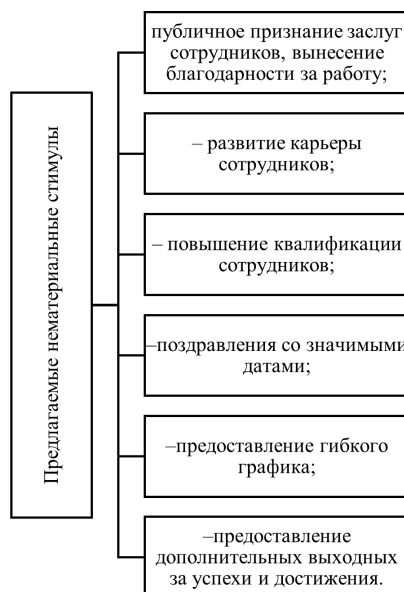 Предлагаемые нематериальные стимулы
публичное признание заслуг
сотрудников, вынесение
благодарности за работу;
– развитие карьеры
сотрудников;
– повышение квалификации
сотрудников;
–поздравления со значимыми
датами;
–предоставление гибкого
графика;
–предоставление
дополнительных выходных
за успехи и достижения.